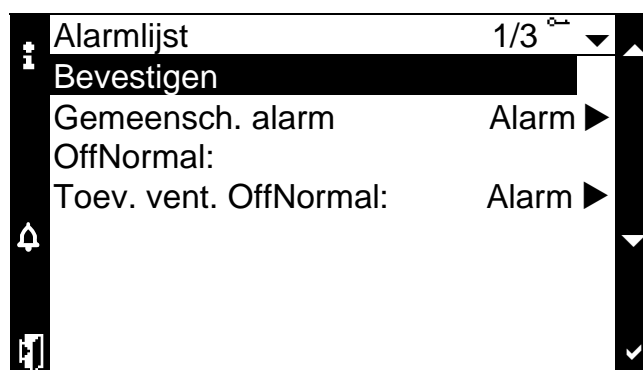 Alarmlijst 1/3
Bevestigen
Gemeensch. alarm Alarm
OffNormal:
Toev. vent. OffNormal: Alarm